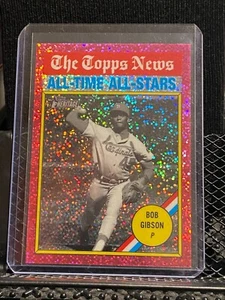 The Topps News
ALL-TIME ALL-STARS
BOB
GIBSON
P